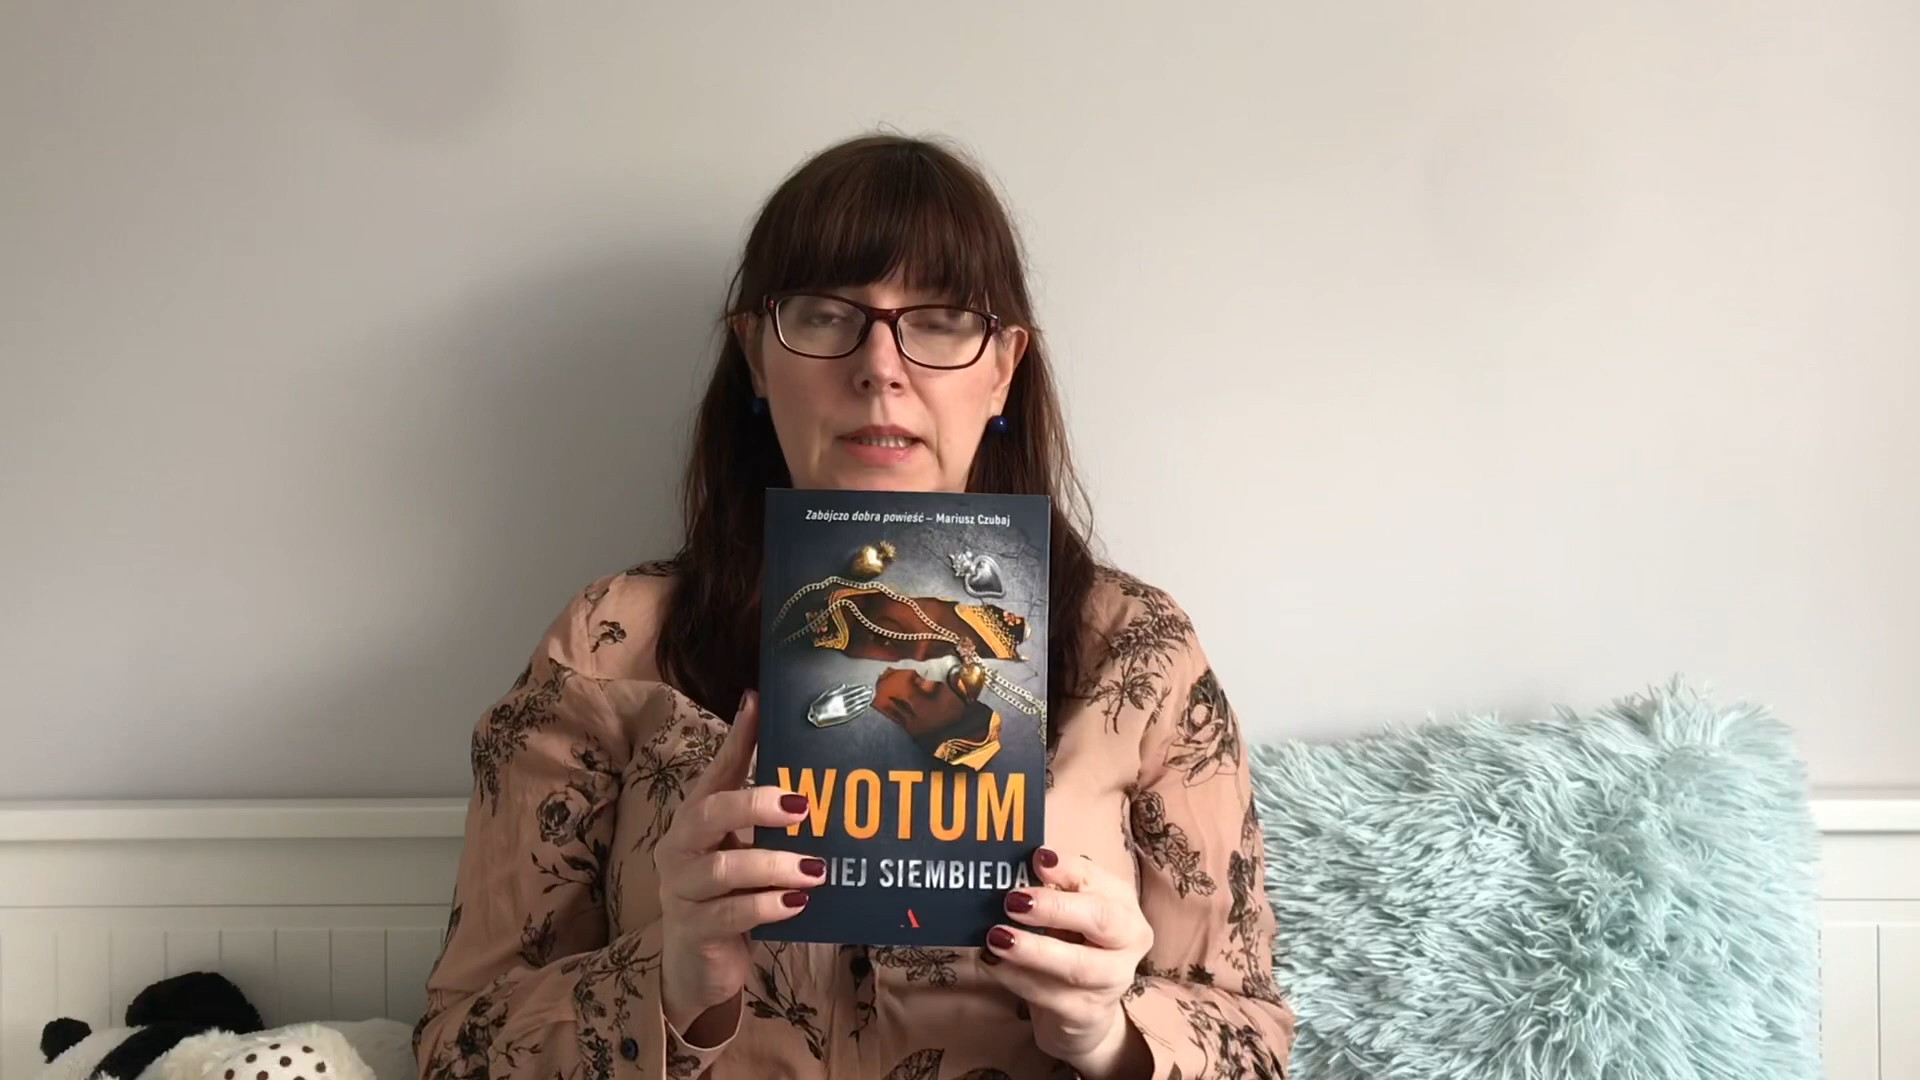 Zabójczo dobra powieść – Mariusz Czubaj
WOTUM
IEJ SIEMBIEDA